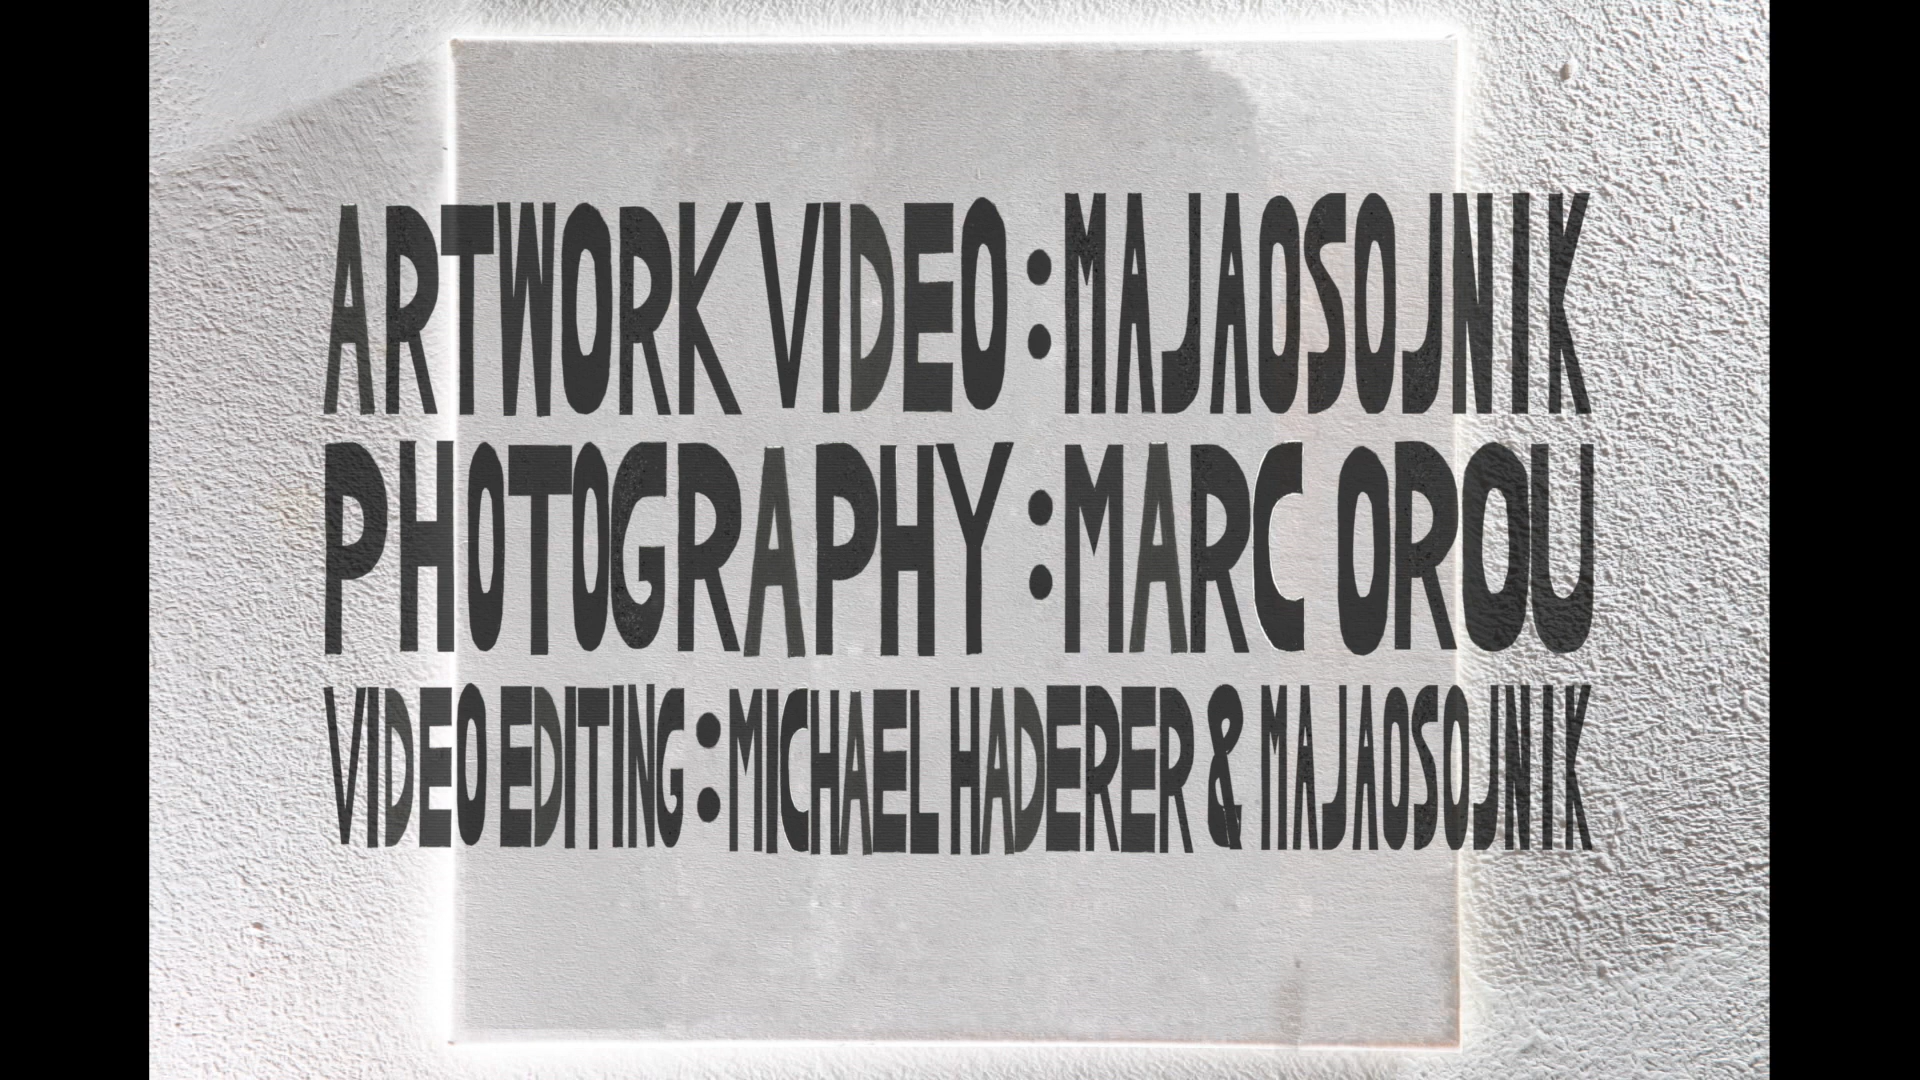 ARTWORK VIDEO : MAJAOSOJNIK
PHOTOGRAPHY : MARC OROU
VIDEO EDITING : MICHAEL HADERER & MAJAOSOJNIK